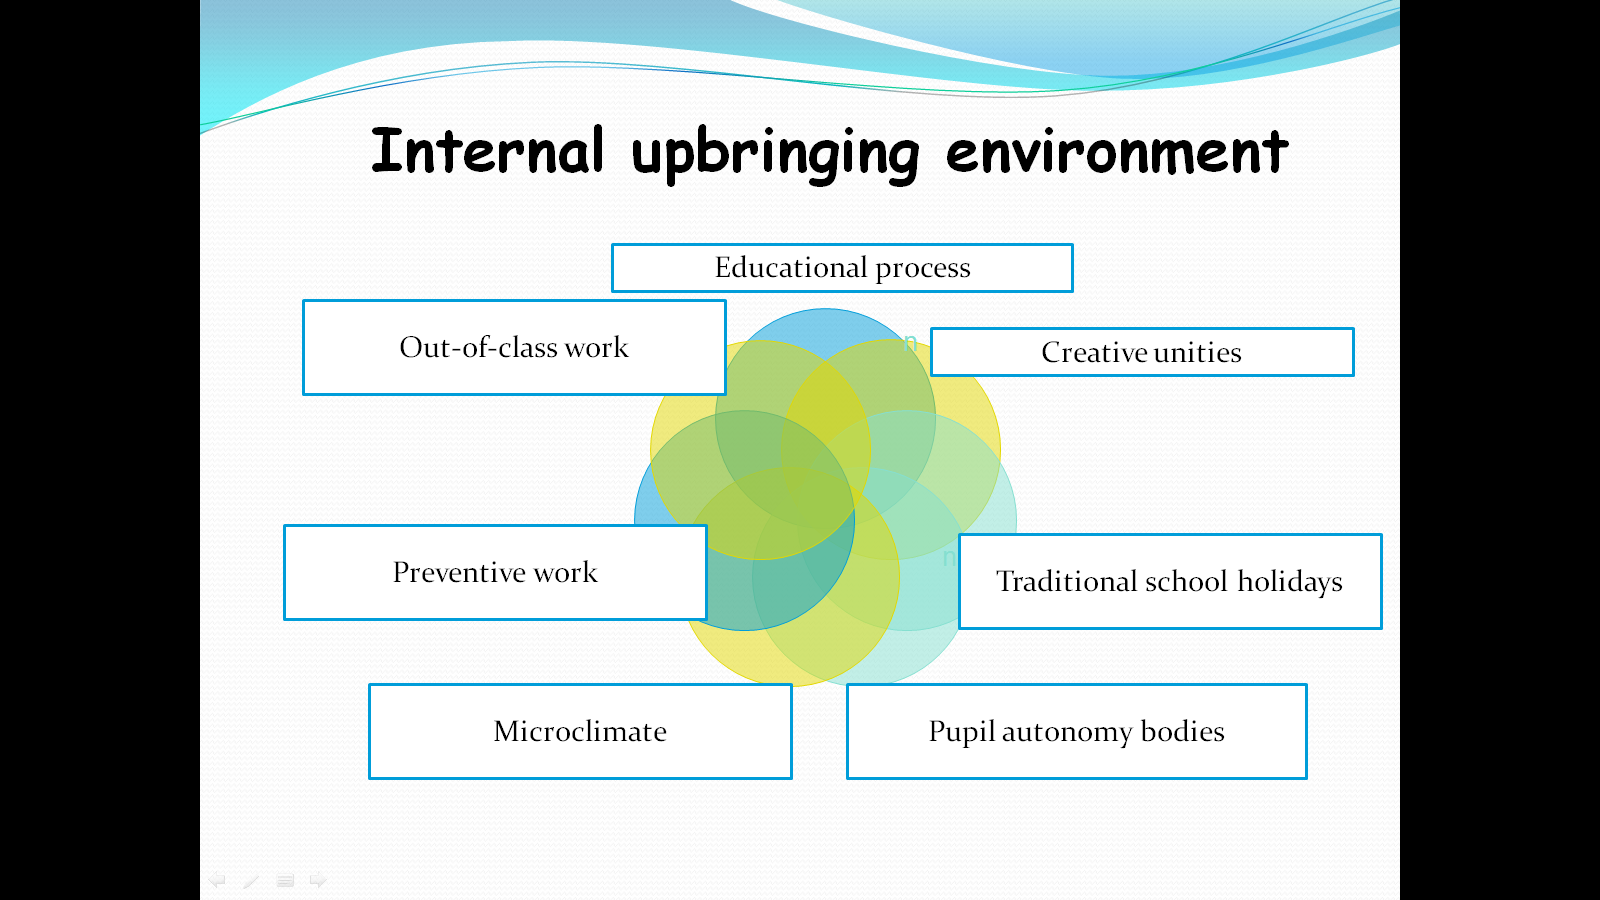 Internal upbringing environment
Educational process
Out-of-class work
n
Creative unities
Preventive work
n
Traditional school holidays
Microclimate
Pupil autonomy bodies